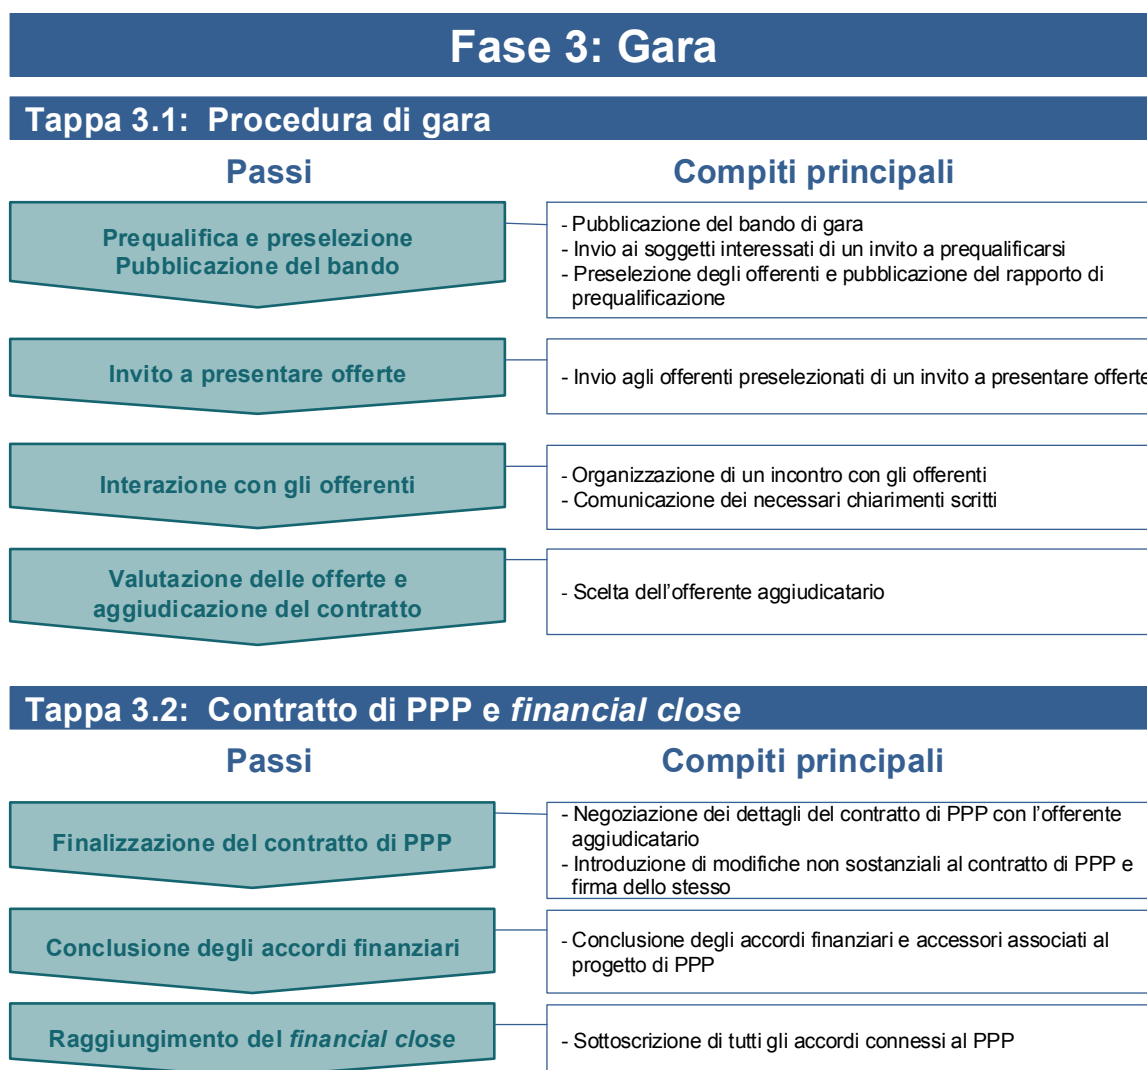 Fase 3: Gara
Tappa 3.1: Procedura di gara
Passi
Compiti principali
Prequalifica e preselezione
Pubblicazione del bando
- Pubblicazione del bando di gara
- Invio ai soggetti interessati di un invito a prequalificarsi
- Preselezione degli offerenti e pubblicazione del rapporto di
prequalificazione
Invito a presentare offerte
- Invio agli offerenti preselezionati di un invito a presentare offerte
Interazione con gli offerenti
- Organizzazione di un incontro con gli offerenti
- Comunicazione dei necessari chiarimenti scritti
Valutazione delle offerte e
aggiudicazione del contratto
- Scelta dell’offerente aggiudicatario
Tappa 3.2: Contratto di PPP e financial close
Passi
Compiti principali
Finalizzazione del contratto di PPP
- Negoziazione dei dettagli del contratto di PPP con l’offerente
aggiudicatario
- Introduzione di modifiche non sostanziali al contratto di PPP e
firma dello stesso
Conclusione degli accordi finanziari
- Conclusione degli accordi finanziari e accessori associati al
progetto di PPP
Raggiungimento del financial close
- Sottoscrizione di tutti gli accordi connessi al PPP